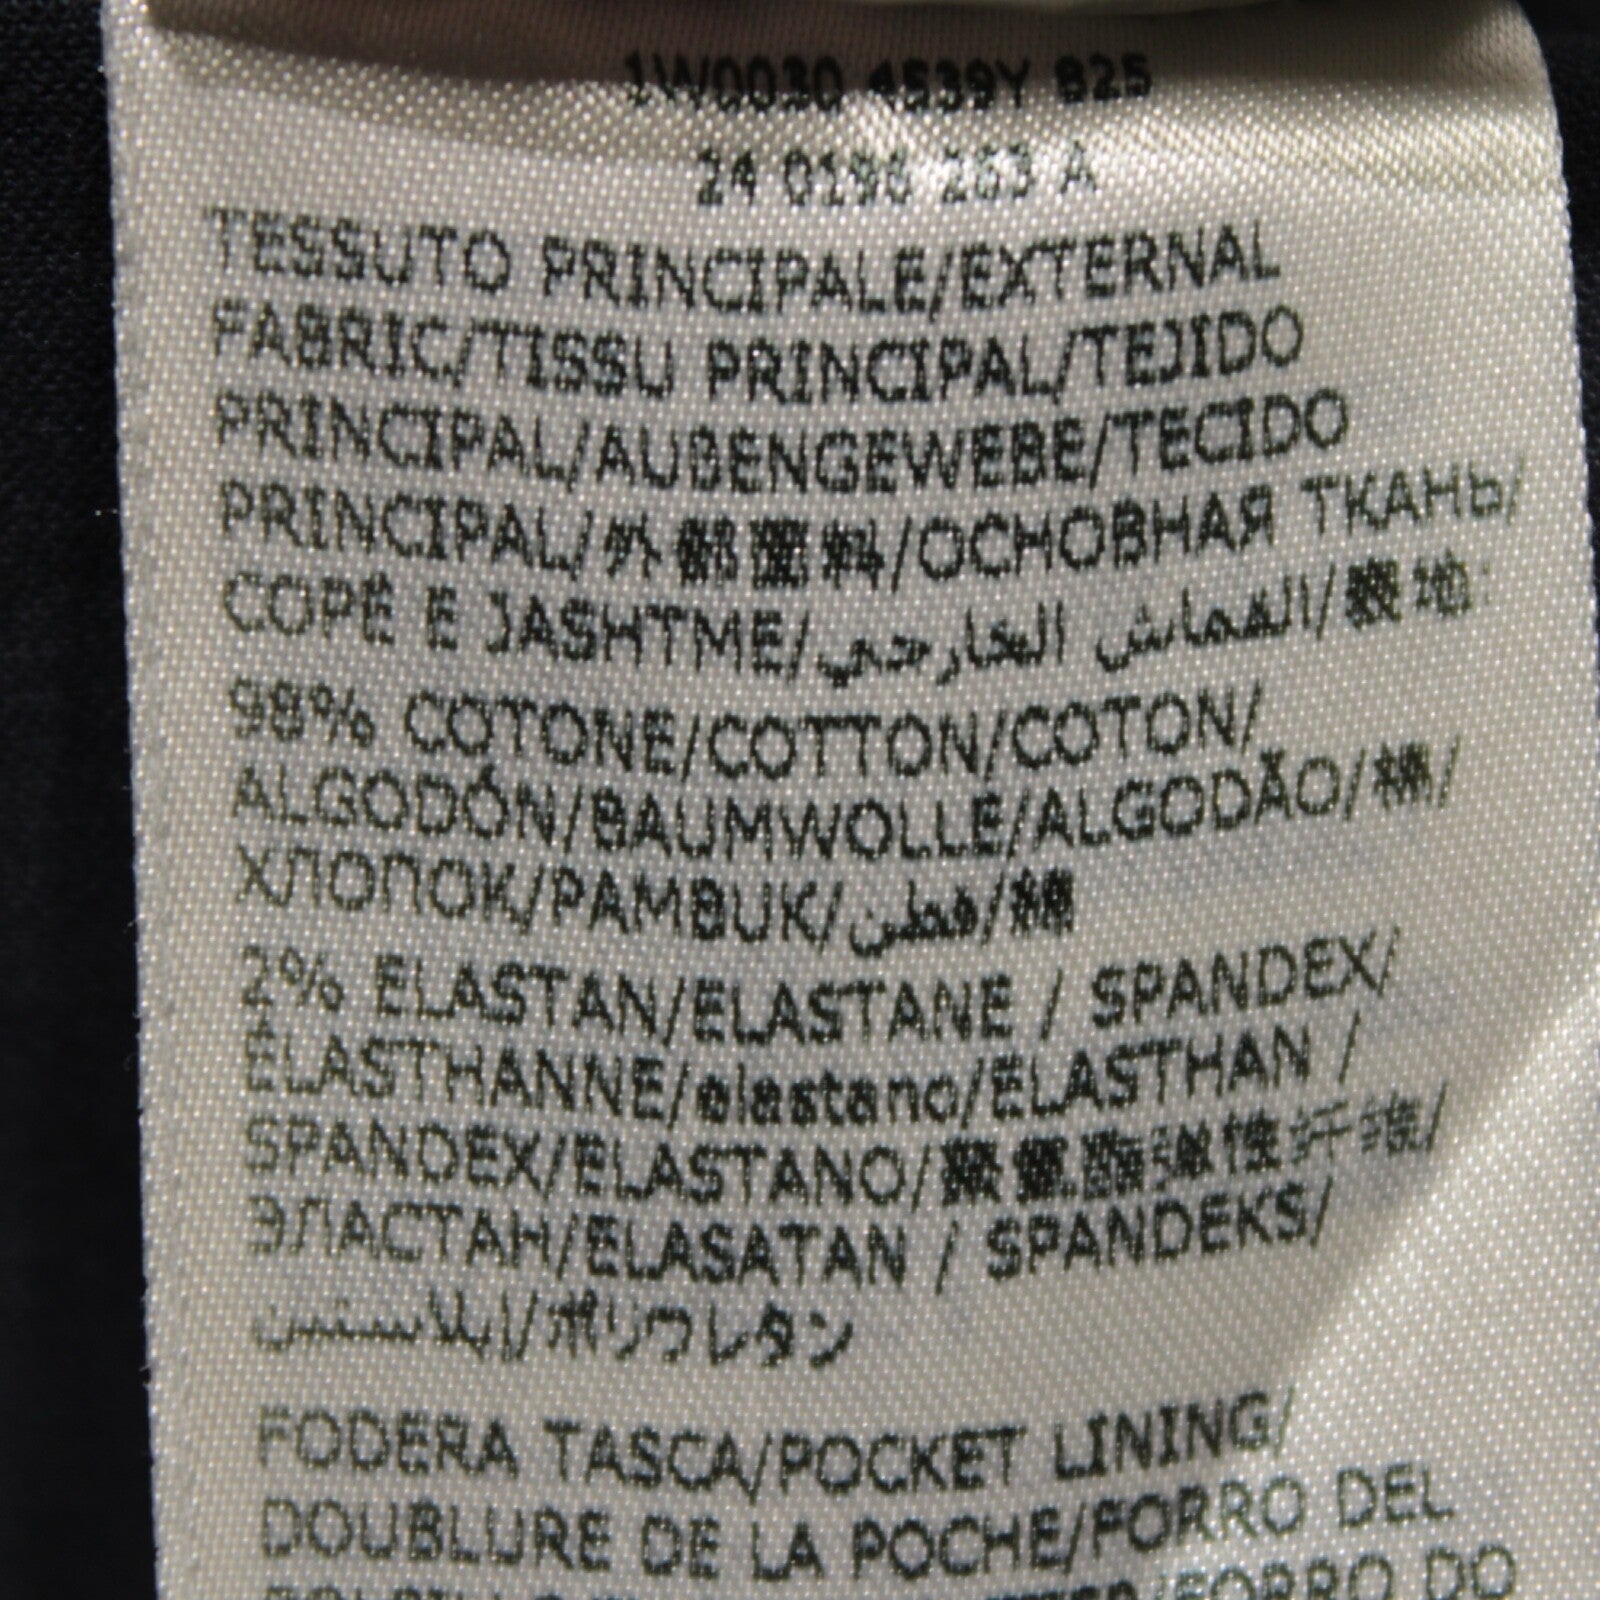 1W0030 4539Y 825
24 0196 263 A
TESSUTO PRINCIPALE/EXTERNAL
FABRIC/TISSU PRINCIPAL/TEJIDO
PRINCIPAL/AUBENGEWEBE/TECIDO
PRINCIPAL/外部面料/ОСНОВНАЯ ТКАНЬ/
COPË E JASHTME/القماش الخارجي/表地
98% COTONE/COTTON/COTON/
ALGODÓN/BAUMWOLLE/ALGODÃO/棉/
ХЛОПОК/PAMBUK/قطن/綿
2% ELASTAN/ELASTANE / SPANDEX/
ÉLASTHANNE/elastano/ELASTHAN /
SPANDEX/ELASTANO/聚氨酯弹性纤维/
ЭЛАСТАН/ELASATAN / SPANDEKS/
إيلاستين/ポリウレタン
FODERA TASCA/POCKET LINING/
DOUBLURE DE LA POCHE/FORRO DEL
FORRO DO